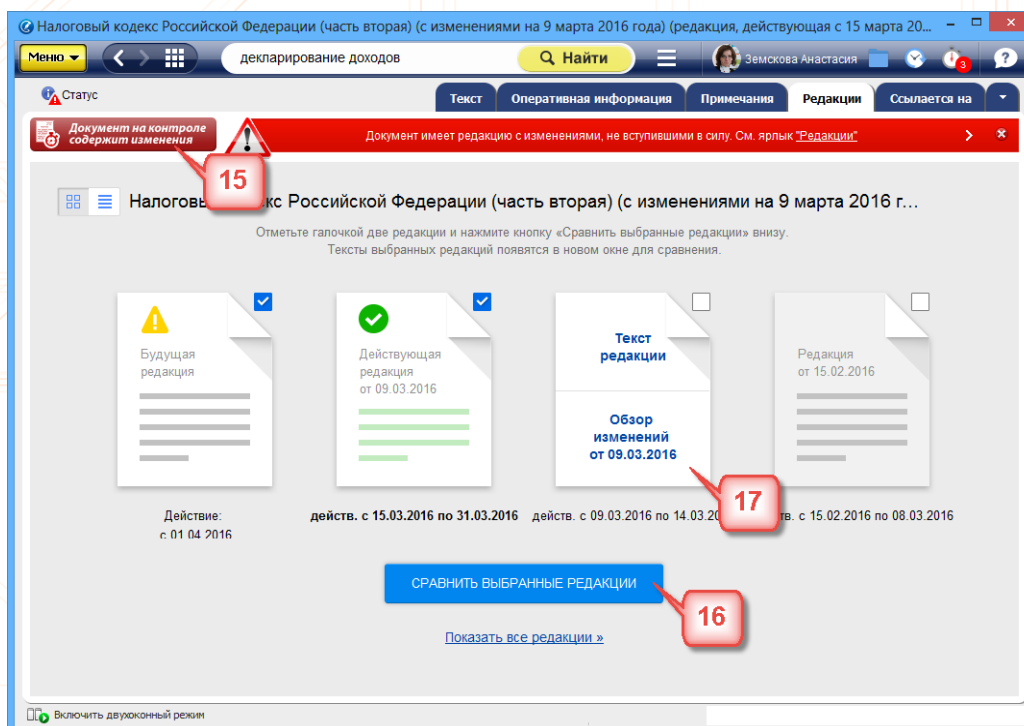 Налоговый кодекс Российской Федерации (часть вторая) (с изменениями на 9 марта 2016 года) (редакция, действующая с 15 марта 20...
Меню
декларирование доходов
Найти
Земскова Анастасия
3
?
Статус
Текст
Оперативная информация
Примечания
Редакции
Ссылается на
Документ на контроле
содержит изменения
Документ имеет редакцию с изменениями, не вступившими в силу. См. ярлык "Редакции"
15
Налоговы кс Российской Федерации (часть вторая) (с изменениями на 9 марта 2016 г...
Отметьте галочкой две редакции и нажмите кнопку «Сравнить выбранные редакции» внизу.
Тексты выбранных редакций появятся в новом окне для сравнения.
Будущая
редакция
Действующая
редакция
от 09.03.2016
Текст
редакции
Обзор
изменений
от 09.03.2016
Редакция
от 15.02.2016
17
Действие:
с 01.04.2016
действ. с 15.03.2016 по 31.03.2016
действ. с 09.03.2016 по 14.03.20
в. с 15.02.2016 по 08.03.2016
СРАВНИТЬ ВЫБРАННЫЕ РЕДАКЦИИ
16
Показать все редакции »
Включить двухоконный режим